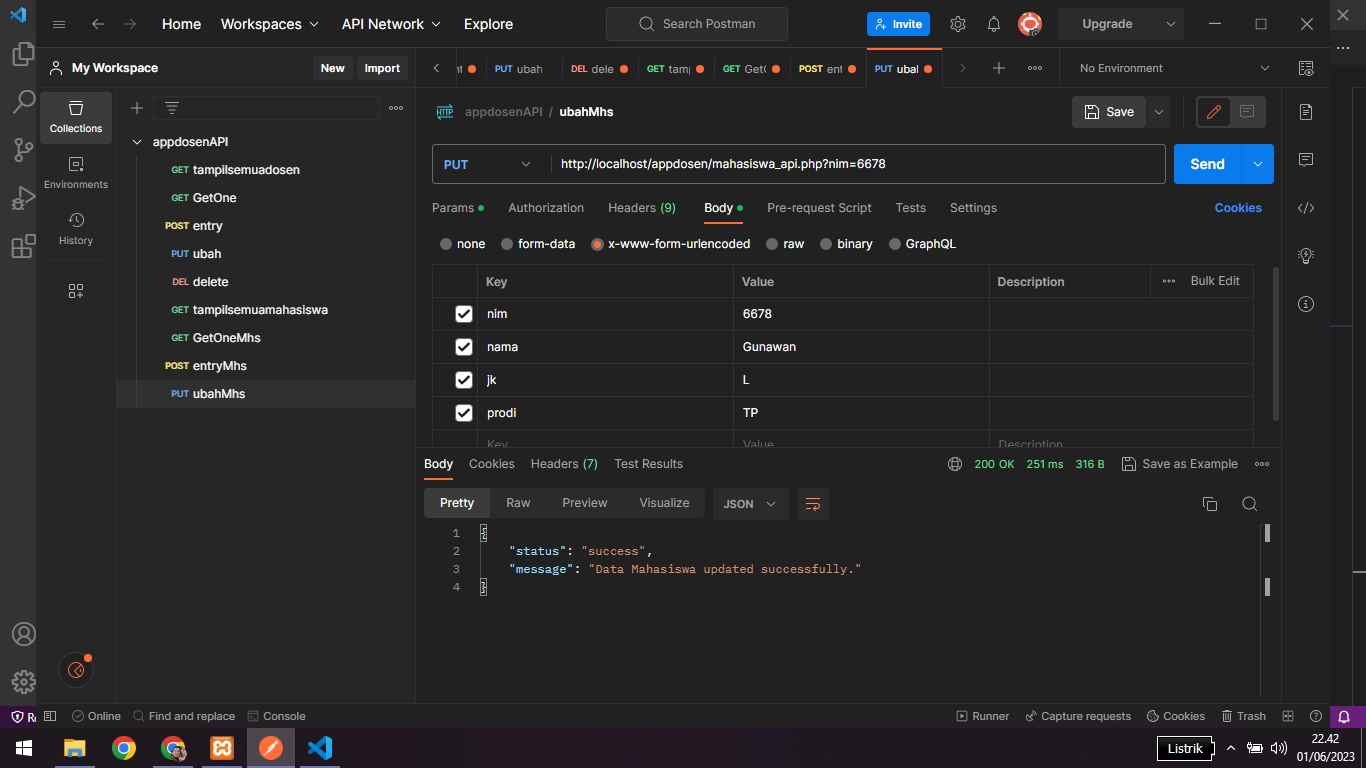 Home Workspaces API Network Explore Search Postman Invite Upgrade
My Workspace New Import PUT ubah DEL dele GET tam POST ent PUT ubal No Environment
Collections
Environments
History
appdosenAPI
GET tampilsemuadosen
GET GetOne
POST entry
PUT ubah
DEL delete
GET tampilsemuamahasiswa
GET GetOneMhs
POST entryMhs
PUT ubahMhs
HTTP appdosenAPI / ubahMhs Save
PUT http://localhost/appdosen/mahasiswa_api.php?nim=6678 Send
Params Authorization Headers (9) Body Pre-request Script Tests Settings Cookies
none form-data x-www-form-urlencoded raw binary GraphQL
Key Value Description Bulk Edit
nim 6678
nama Gunawan
jk L
prodi TP
Key Value Description
Body Cookies Headers (7) Test Results 200 OK 251 ms 316 B Save as Example
Pretty Raw Preview Visualize JSON
1 {
2 "status": "success",
3 "message": "Data Mahasiswa updated successfully."
4 }
Online Find and replace Console Runner Capture requests Cookies Trash
Listrik
22.42
01/06/2023